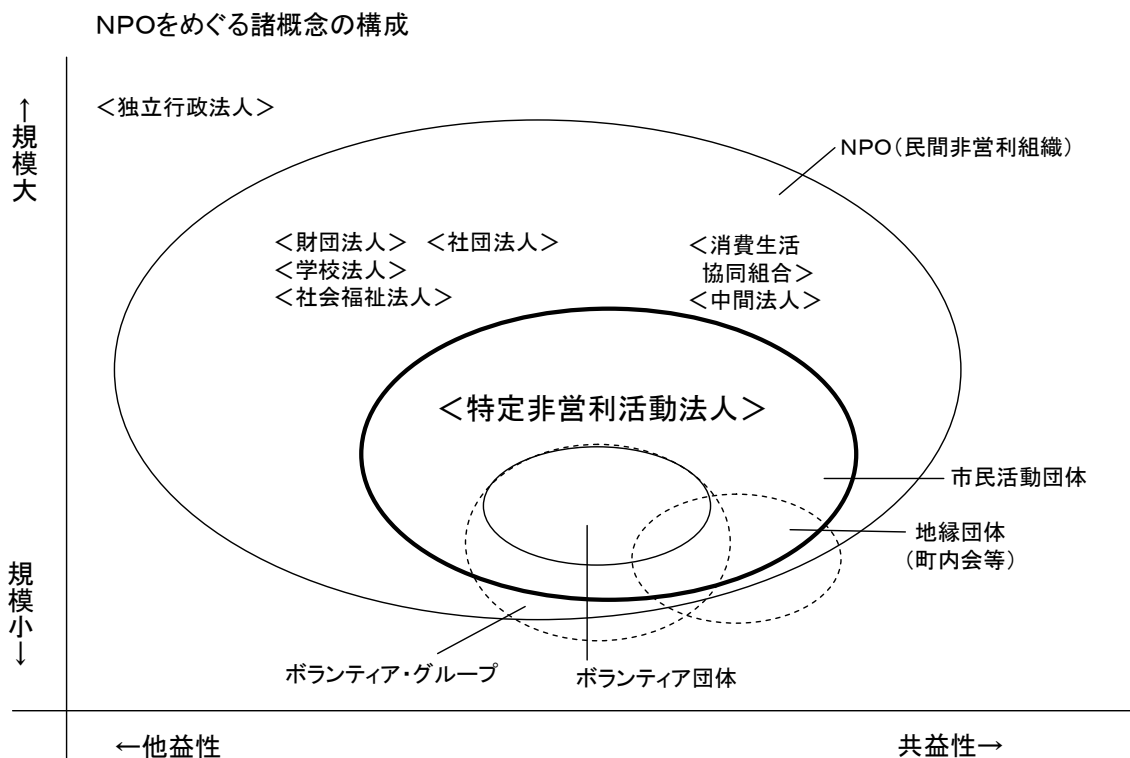 NPOをめぐる諸概念の構成
↑規模大
＜独立行政法人＞
NPO（民間非営利組織）
＜財団法人＞ ＜社団法人＞
＜学校法人＞
＜社会福祉法人＞
＜消費生活
協同組合＞
＜中間法人＞
＜特定非営利活動法人＞
市民活動団体
地縁団体
（町内会等）
規模小↓
ボランティア・グループ
ボランティア団体
←他益性
共益性→